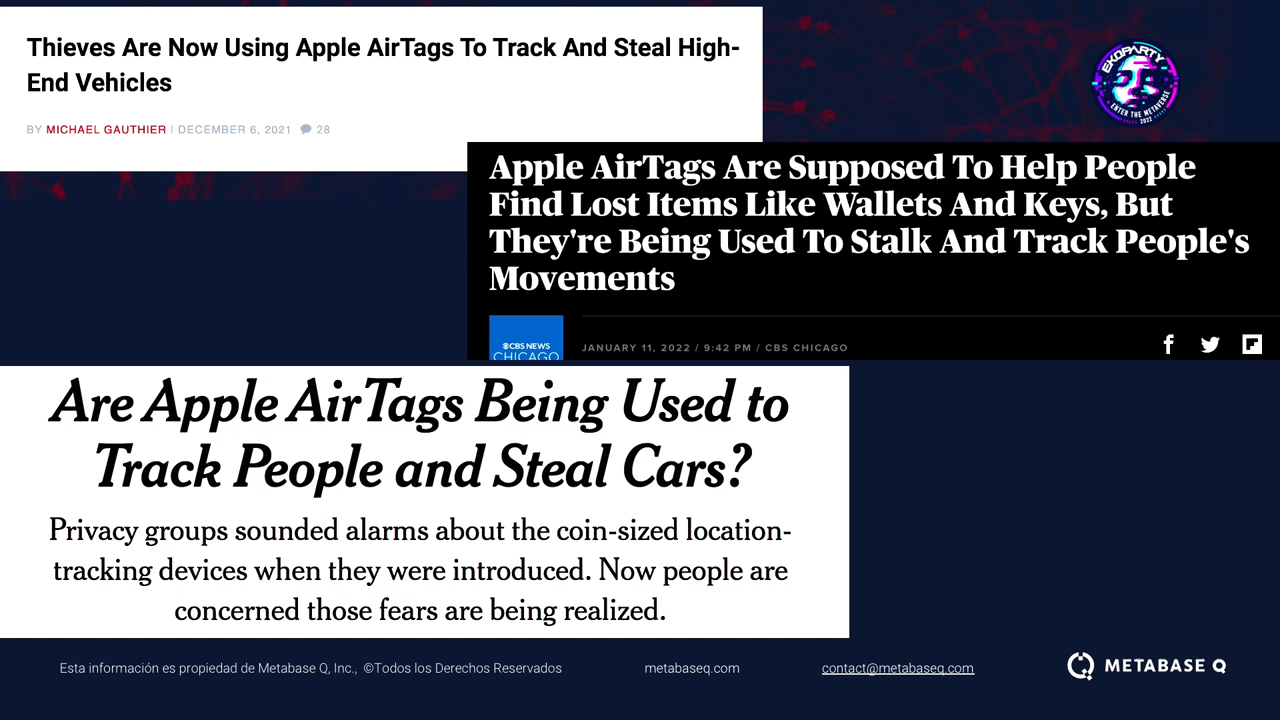 Thieves Are Now Using Apple AirTags To Track And Steal High-
End Vehicles
BY MICHAEL GAUTHIER | DECEMBER 6, 2021 28
EKOPARTY
ENTER THE METAVERSE
2022
Apple AirTags Are Supposed To Help People
Find Lost Items Like Wallets And Keys, But
They're Being Used To Stalk And Track People's
Movements
CBS NEWS
CHICAGO
JANUARY 11, 2022 / 9:42 PM / CBS CHICAGO
Are Apple AirTags Being Used to
Track People and Steal Cars?
Privacy groups sounded alarms about the coin-sized location-
tracking devices when they were introduced. Now people are
concerned those fears are being realized.
Esta información es propiedad de Metabase Q, Inc., ©Todos los Derechos Reservados
metabaseq.com
contact@metabaseq.com
METABASE Q